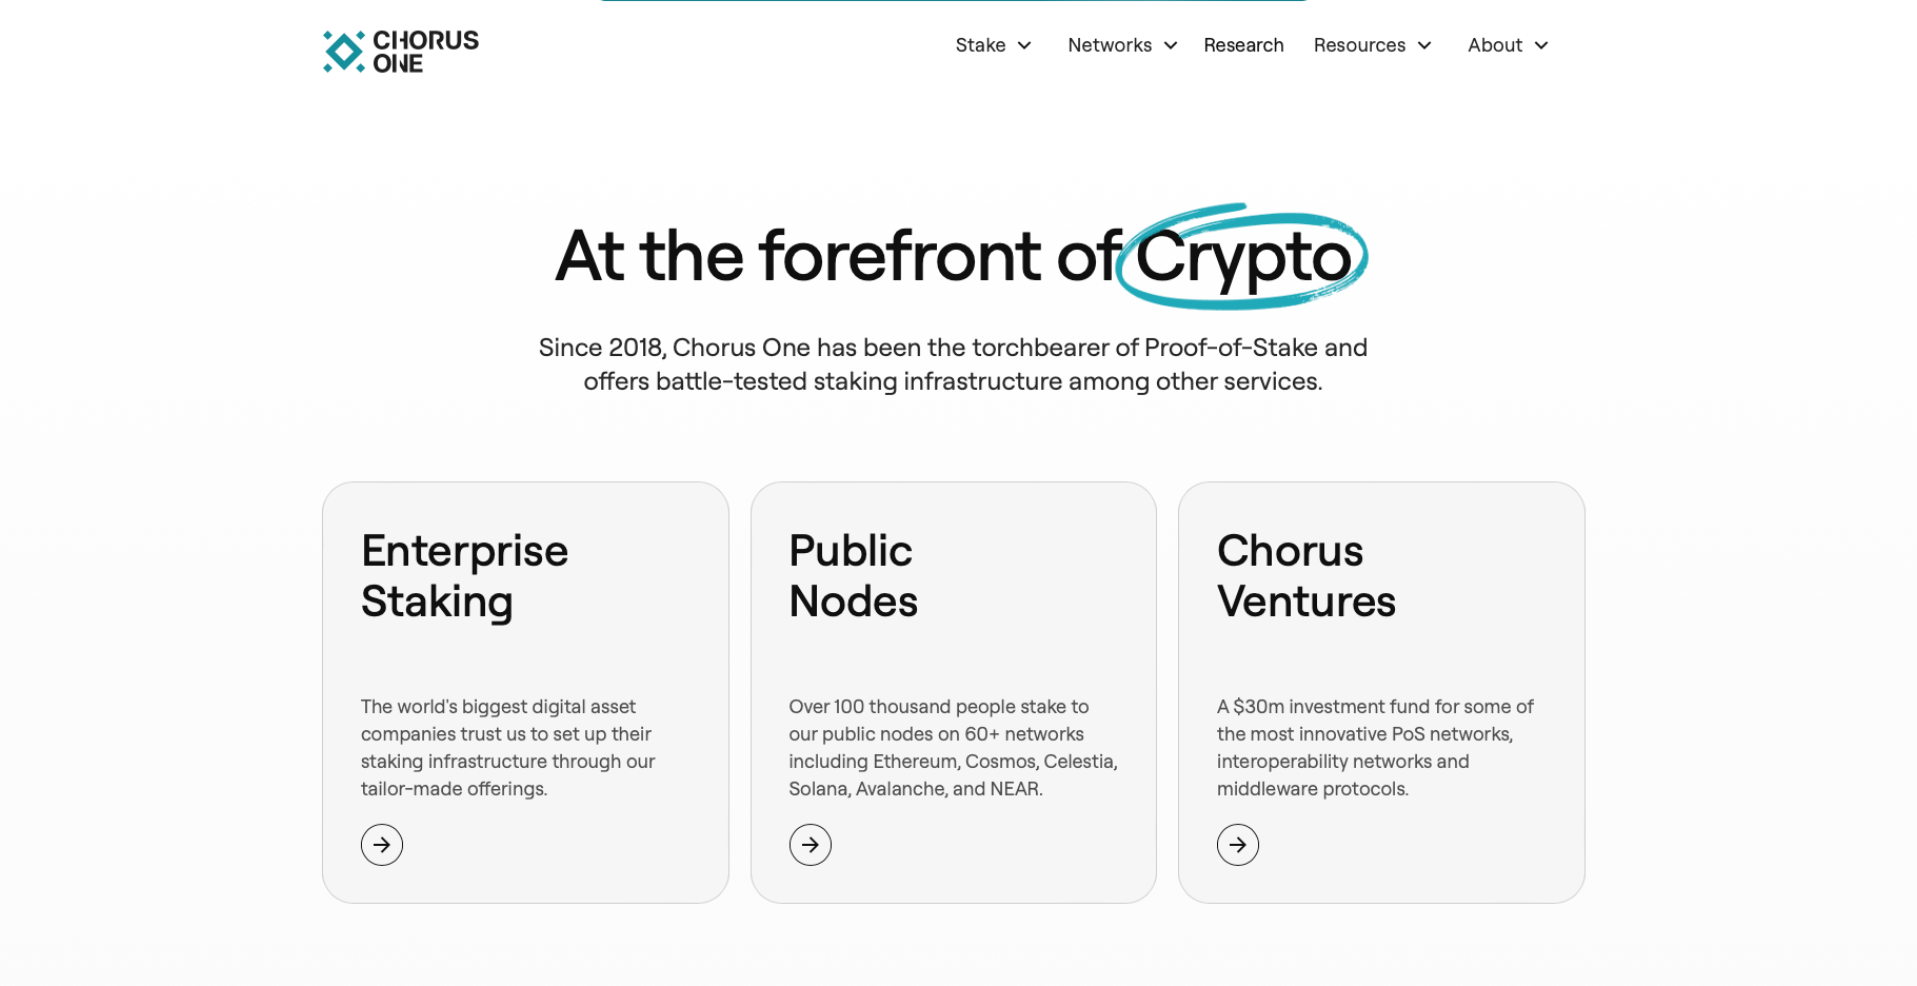 CHORUS
ONE
Stake
Networks
Research
Resources
About
At the forefront of Crypto
Since 2018, Chorus One has been the torchbearer of Proof-of-Stake and
offers battle-tested staking infrastructure among other services.
Enterprise
Staking
The world's biggest digital asset
companies trust us to set up their
staking infrastructure through our
tailor-made offerings.
Public
Nodes
Over 100 thousand people stake to
our public nodes on 60+ networks
including Ethereum, Cosmos, Celestia,
Solana, Avalanche, and NEAR.
Chorus
Ventures
A $30m investment fund for some of
the most innovative PoS networks,
interoperability networks and
middleware protocols.